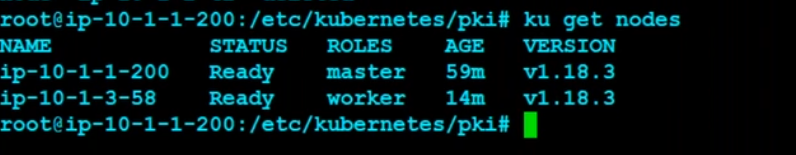 root@ip-10-1-1-200:/etc/kubernetes/pki# ku get nodes
NAME STATUS ROLES AGE VERSION
ip-10-1-1-200 Ready master 59m v1.18.3
ip-10-1-3-58 Ready worker 14m v1.18.3
root@ip-10-1-1-200:/etc/kubernetes/pki#